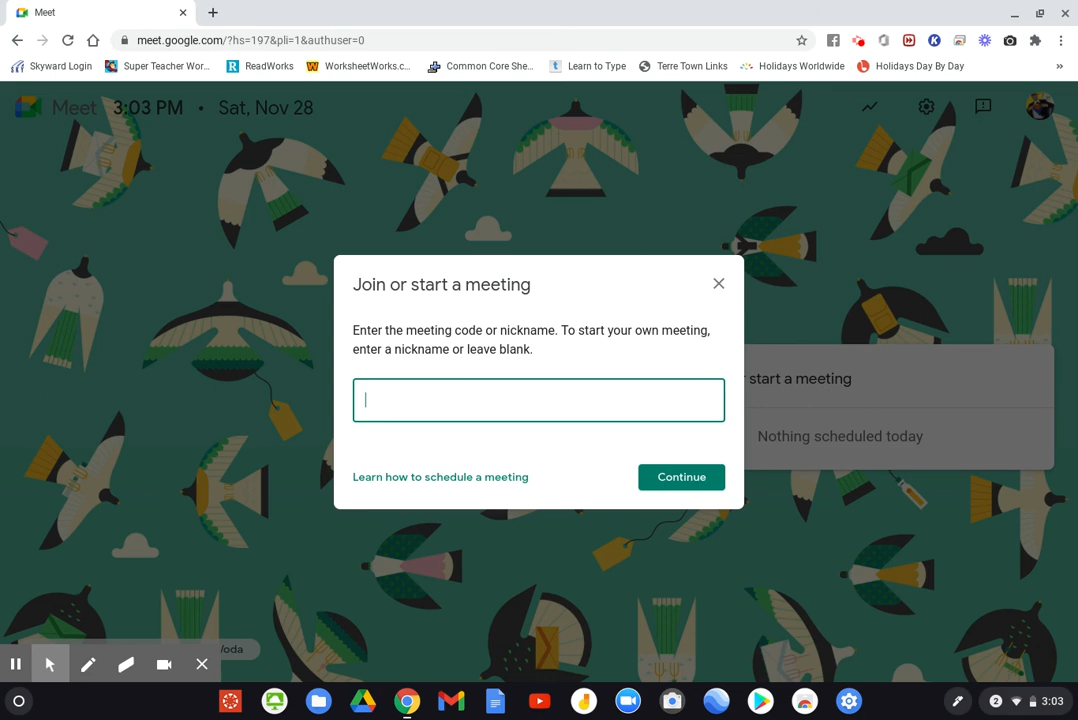 Meet
meet.google.com/?hs=197&pli=1&authuser=0
Skyward Login
Super Teacher Wor...
R ReadWorks
W WorksheetWorks.c...
Common Core She...
t Learn to Type
Terre Town Links
Holidays Worldwide
Holidays Day By Day
»
Meet 3:03 PM • Sat, Nov 28
Join or start a meeting
Enter the meeting code or nickname. To start your own meeting,
enter a nickname or leave blank.
start a meeting
Nothing scheduled today
Learn how to schedule a meeting
Continue
2
3:03